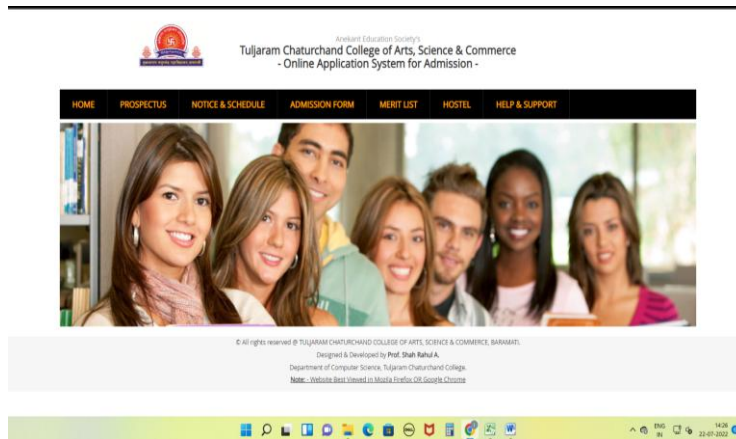 Anekant Education Society's
Tuljaram Chaturchand College of Arts, Science & Commerce
- Online Application System for Admission -
HOME PROSPECTUS NOTICE & SCHEDULE ADMISSION FORM MERIT LIST HOSTEL HELP & SUPPORT
© All rights reserved @ TULJARAM CHATURCHAND COLLEGE OF ARTS, SCIENCE & COMMERCE, BARAMATI.
Designed & Developed by Prof. Shah Rahul A.
Department of Computer Science, Tuljaram Chaturchand College.
Note: - Website Best Viewed in Mozila Firefox OR Google Chrome
ENG
IN
14:26
22-07-2022